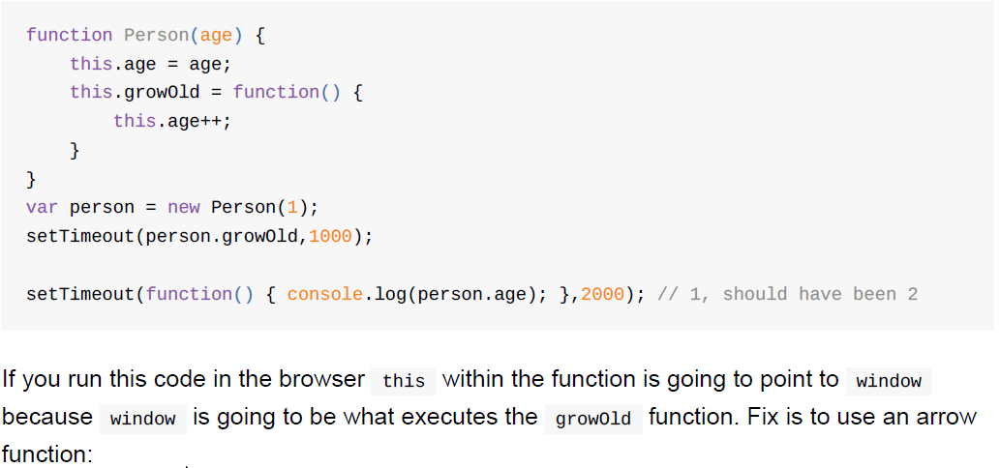 function Person(age) {
    this.age = age;
    this.growOld = function() {
        this.age++;
    }
}
var person = new Person(1);
setTimeout(person.growOld,1000);

setTimeout(function() { console.log(person.age); },2000); // 1, should have been 2
If you run this code in the browser this within the function is going to point to window
because window is going to be what executes the growOld function. Fix is to use an arrow
function: